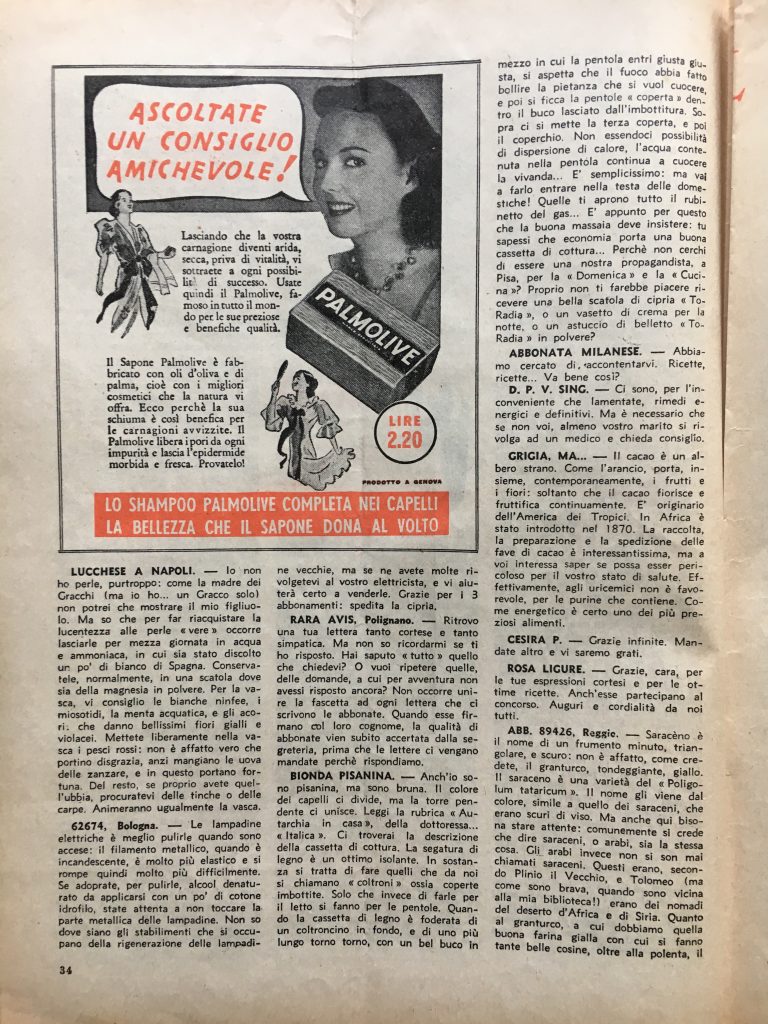 ASCOLTATE
UN CONSIGLIO
AMICHEVOLE!
Lasciando che la vostra
carnagione diventi arida,
secca, priva di vitalità, vi
sottraete a ogni possibi-
lità di successo. Usate
quindi il Palmolive, fa-
moso in tutto il mon-
do per le sue preziose
e benefiche qualità.
PALMOLIVE
Il Sapone Palmolive è fab-
bricato con oli d'oliva e di
palma, cioè con i migliori
cosmetici che la natura vi
offra. Ecco perchè la sua
schiuma è così benefica per
le carnagioni avvizzite. Il
Palmolive libera i pori da ogni
impurità e lascia l'epidermide
morbida e fresca. Provatelo!
LIRE
2.20
PRODOTTO A GENOVA
LO SHAMPOO PALMOLIVE COMPLETA NEI CAPELLI
LA BELLEZZA CHE IL SAPONE DONA AL VOLTO
LUCCHESE A NAPOLI. — Io non
ho perle, purtroppo: come la madre dei
Gracchi (ma io ho... un Gracco solo)
non potrei che mostrare il mio figliuo-
lo. Ma so che per far riacquistare la
lucentezza alle perle « vere » occorre
lasciarle per mezza giornata in acqua
e ammoniaca, in cui sia stato discolto
un po' di bianco di Spagna. Conserva-
tele, normalmente, in una scatola dove
sia della magnesia in polvere. Per la va-
sca, vi consiglio le bianche ninfee, i
miosotidi, la menta acquatica, e gli aco-
ri: che danno bellissimi fiori gialli e
violacei. Mettete liberamente nella va-
sca i pesci rossi: non è affatto vero che
portino disgrazia, anzi mangiano le uova
delle zanzare, e in questo portano for-
tuna. Del resto, se proprio avete quel-
l'ubbia, procuratevi delle tinche o delle
carpe. Animeranno ugualmente la vasca.
62674, Bologna. — Le lampadine
elettriche è meglio pulirle quando sono
accese: il filamento metallico, quando è
incandescente, è molto più elastico e si
rompe quindi molto più difficilmente.
Se adoprate, per pulirle, alcool denatu-
rato da applicarsi con un po' di cotone
idrofilo, state attenta a non toccare la
parte metallica delle lampadine. Non so
dove siano gli stabilimenti che si occu-
pano della rigenerazione delle lampadi-
ne vecchie, ma se ne avete molte ri-
volgetevi al vostro elettricista, e vi aiu-
terà certo a venderle. Grazie per i 3
abbonamenti: spedita la cipria.
RARA AVIS, Polignano. — Ritrovo
una tua lettera tanto cortese e tanto
simpatica. Ma non so ricordarmi se ti
ho risposto. Hai saputo « tutto » quello
che chiedevi? O vuoi ripetere quelle,
delle domande, a cui per avventura non
avessi risposto ancora? Non occorre uni-
re la fascetta ad ogni lettera che ci
scrivono le abbonate. Quando esse fir-
mano col loro cognome, la qualità di
abbonate vien subito accertata dalla se-
greteria, prima che le lettere ci vengano
mandate perchè rispondiamo.
BIONDA PISANINA. — Anch'io so-
no pisanina, ma sono bruna. Il colore
dei capelli ci divide, ma la torre pen-
dente ci unisce. Leggi la rubrica « Au-
tarchia in casa », della dottoressa...
« Italica ». Ci troverai la descrizione
della cassetta di cottura. La segatura di
legno è un ottimo isolante. In sostan-
za si tratta di fare quelli che da noi
si chiamano « coltroni » ossia coperte
imbottite. Solo che invece di farle per
il letto si fanno per le pentole. Quan-
do la cassetta di legno è foderata di
un coltroncino in fondo, e di uno più
lungo torno torno, con un bel buco in
mezzo in cui la pentola entri giusta giu-
sta, si aspetta che il fuoco abbia fatto
bollire la pietanza che si vuol cuocere,
e poi si ficca la pentole « coperta » den-
tro il buco lasciato dall'imbottitura. So-
pra ci si mette la terza coperta, e poi
il coperchio. Non essendoci possibilità
di dispersione di calore, l'acqua conte-
nuta nella pentola continua a cuocere
la vivanda... E' semplicissimo: ma vai
a farlo entrare nella testa delle dome-
stiche! Quelle ti aprono tutto il rubi-
netto del gas... E' appunto per questo
che la buona massaia deve insistere: tu
sapessi che economia porta una buona
cassetta di cottura... Perchè non cerchi
di essere una nostra propagandista, a
Pisa, per la « Domenica » e la « Cuci-
na »? Proprio non ti farebbe piacere ri-
cevere una bella scatola di cipria « To-
Radia », o un vasetto di crema per la
notte, o un astuccio di belletto « To-
Radia » in polvere?
ABBONATA MILANESE. — Abbia-
mo cercato di accontentarvi. Ricette,
ricette... Va bene così?
D. P. V. SING. — Ci sono, per l'in-
conveniente che lamentate, rimedi e-
nergici e definitivi. Ma è necesario che
se non voi, almeno vostro marito si ri-
volga ad un medico e chieda consiglio.
GRIGIA, MA... — Il cacao è un al-
bero strano. Come l'arancio, porta, in-
sieme, contemporaneamente, i frutti e
i fiori: soltanto che il cacao fiorisce e
fruttifica continuamente. E' originario
dell'America dei Tropici. In Africa è
stato introdotto nel 1870. La raccolta,
la preparazione e la spedizione delle
fave di cacao è interessantissima, ma a
voi interessa saper se possa esser peri-
coloso per il vostro stato di salute. Ef-
fettivamente, agli uricemici non è favo-
revole, per le purine che contiene. Co-
me energetico è certo uno dei più pre-
ziosi alimenti.
CESIRA P. — Grazie infinite. Man-
date altro e vi saremo grati.
ROSA LIGURE. — Grazie, cara, per
le tue espressioni cortesi e per le ot-
time ricette. Anch'esse partecipano al
concorso. Auguri e cordialità da noi
tutti.
ABB. 89426, Reggie. — Saracèno è
il nome di un frumento minuto, trian-
golare, e scuro: non è affatto, come cre-
dete, il granturco, tondeggiante, giallo.
Il saraceno è una varietà del « Poligo-
lum tataricum ». Il nome gli viene dal
colore, simile a quello dei saraceni, che
erano scuri di viso. Ma anche qui biso-
na stare attente: comunemente si crede
che dire saraceni, o arabi, sia la stessa
cosa. Gli arabi invece non si son mai
chiamati saraceni. Questi erano, secon-
do Plinio il Vecchio, e Tolomeo (ma
come sono brava, quando sono vicina
alla mia biblioteca!) erano dei nomadi
del deserto d'Africa e di Siria. Quanto
al granturco, a cui dobbiamo quella
buona farina gialla con cui si fanno
tante belle cosine, oltre alla polenta, il
34